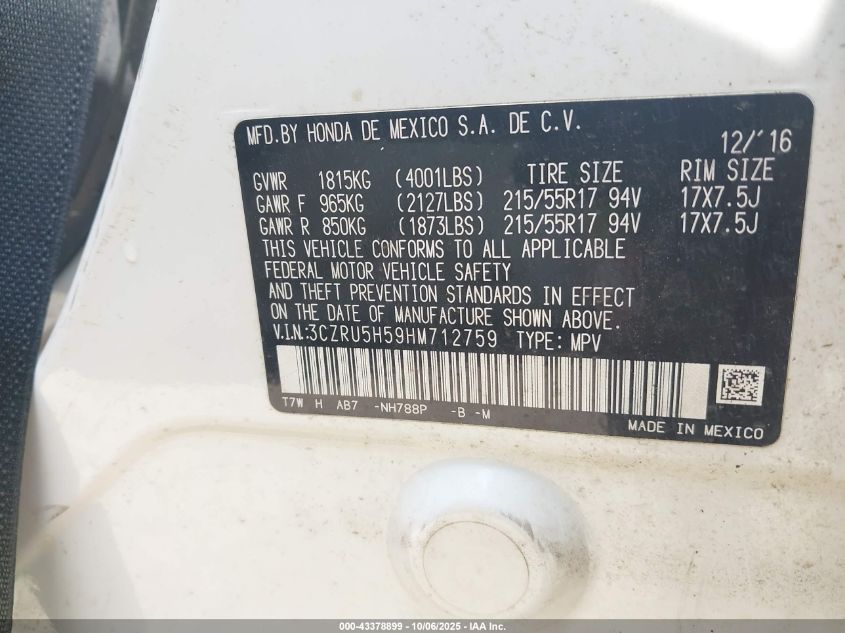 MFD.BY HONDA DE MEXICO S.A. DE C.V.
12/'16
GVWR 1815KG (4001LBS) TIRE SIZE RIM SIZE
GAWR F 965KG (2127LBS) 215/55R17 94V 17X7.5J
GAWR R 850KG (1873LBS) 215/55R17 94V 17X7.5J
THIS VEHICLE CONFORMS TO ALL APPLICABLE
FEDERAL MOTOR VEHICLE SAFETY
AND THEFT PREVENTION STANDARDS IN EFFECT
ON THE DATE OF MANUFACTURE SHOWN ABOVE.
V.I.N.:3CZRU5H59HM712759 TYPE: MPV
T7W H AB7 -NH788P -B -M
MADE IN MEXICO
000-43378899 | 10/06/2025 | IAA Inc.